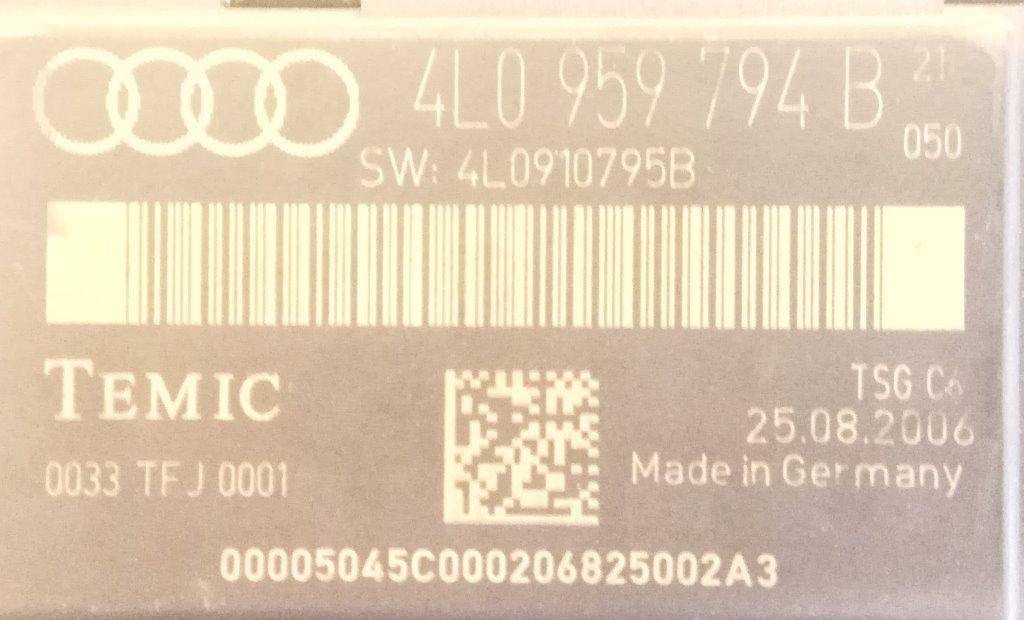 4L0 959 794 B 21
050
SW: 4L0910795B
TEMIC
TSG C6
25.08.2006
0033 TFJ 0001
Made in Germany
00005045C000206825002A3